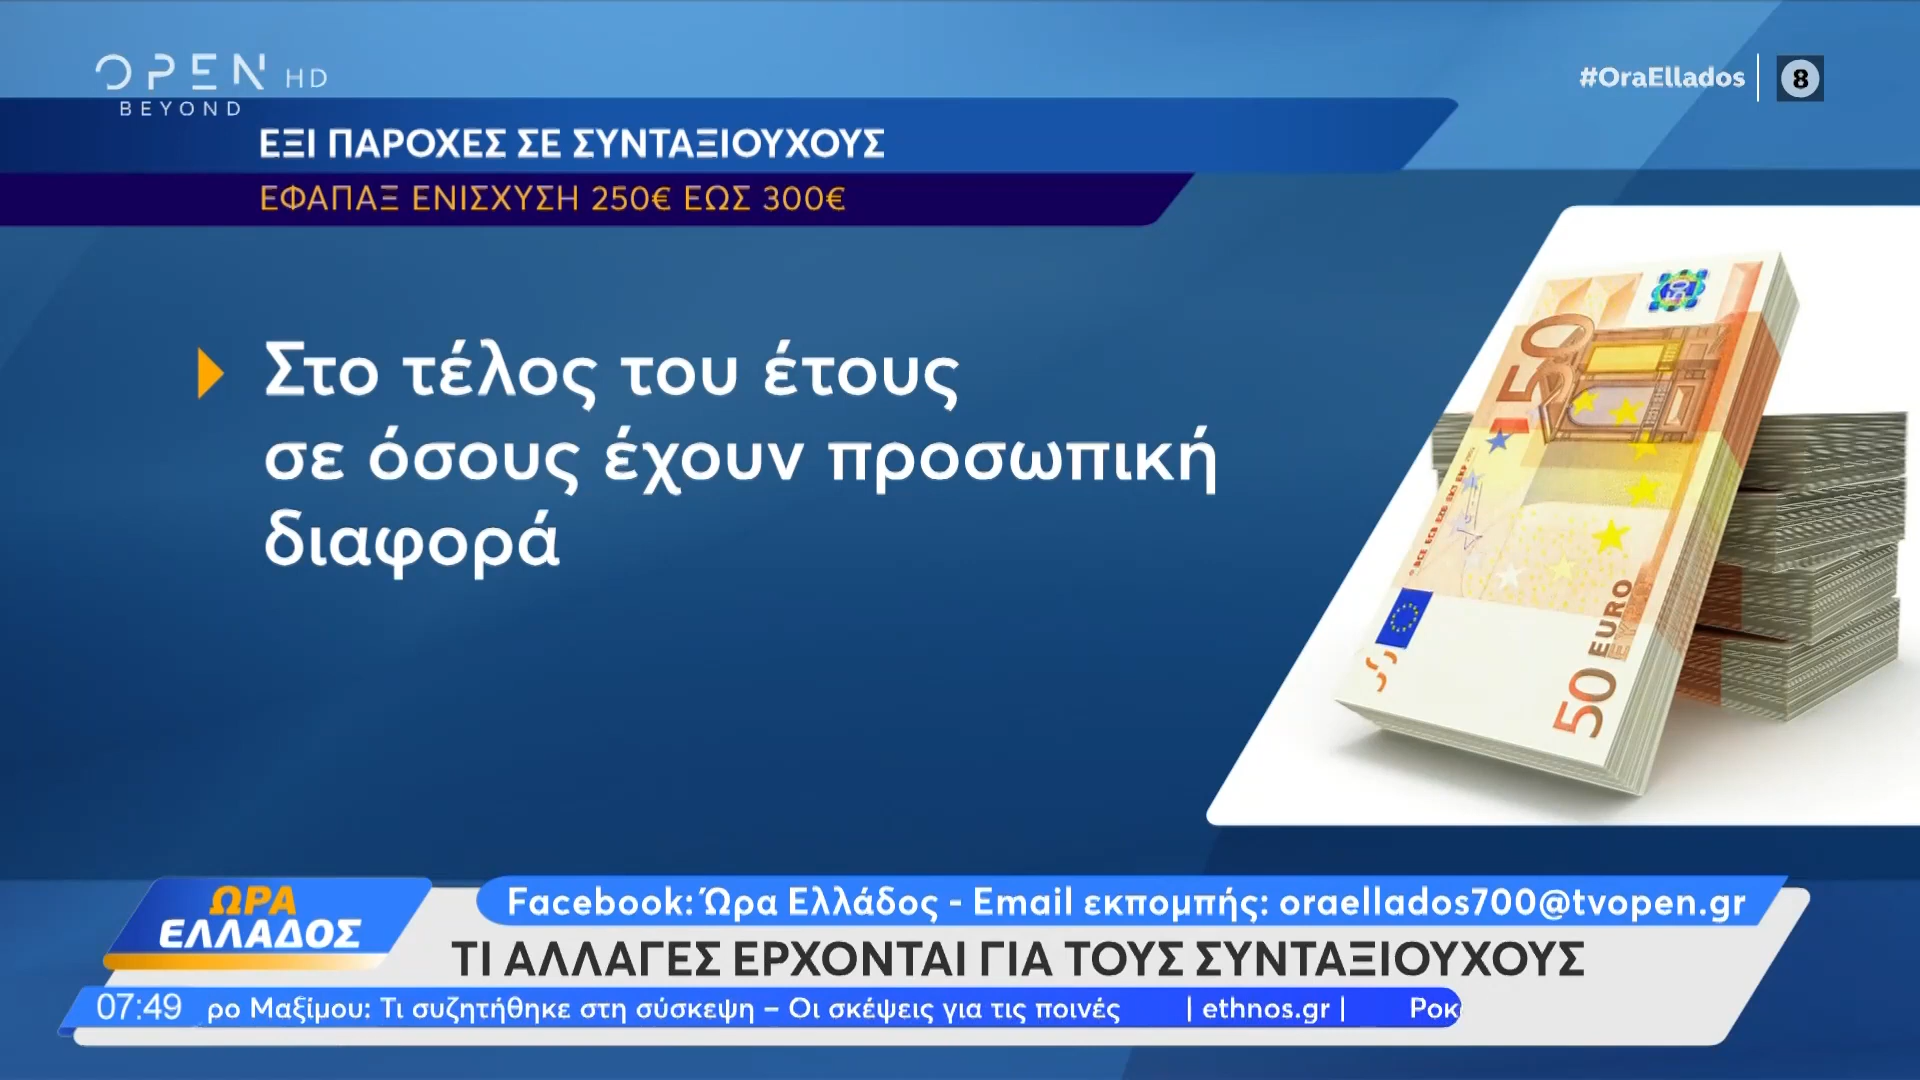 OPEN HD
BEYOND
#OraEllados
8
ΕΞΙ ΠΑΡΟΧΕΣ ΣΕ ΣΥΝΤΑΞΙΟΥΧΟΥΣ
ΕΦΑΠΑΞ ΕΝΙΣΧΥΣΗ 250€ ΕΩΣ 300€
Στο τέλος του έτους
σε όσους έχουν προσωπική
διαφορά
50
50 EURO
ΕΥΡΩ
ΩΡΑ
ΕΛΛΑΔΟΣ
Facebook: Ώρα Ελλάδος - Email εκπομπής: oraellados700@tvopen.gr
ΤΙ ΑΛΛΑΓΕΣ ΕΡΧΟΝΤΑΙ ΓΙΑ ΤΟΥΣ ΣΥΝΤΑΞΙΟΥΧΟΥΣ
07:49 ρο Μαξίμου: Τι συζητήθηκε στη σύσκεψη – Οι σκέψεις για τις ποινές | ethnos.gr | Ροκ